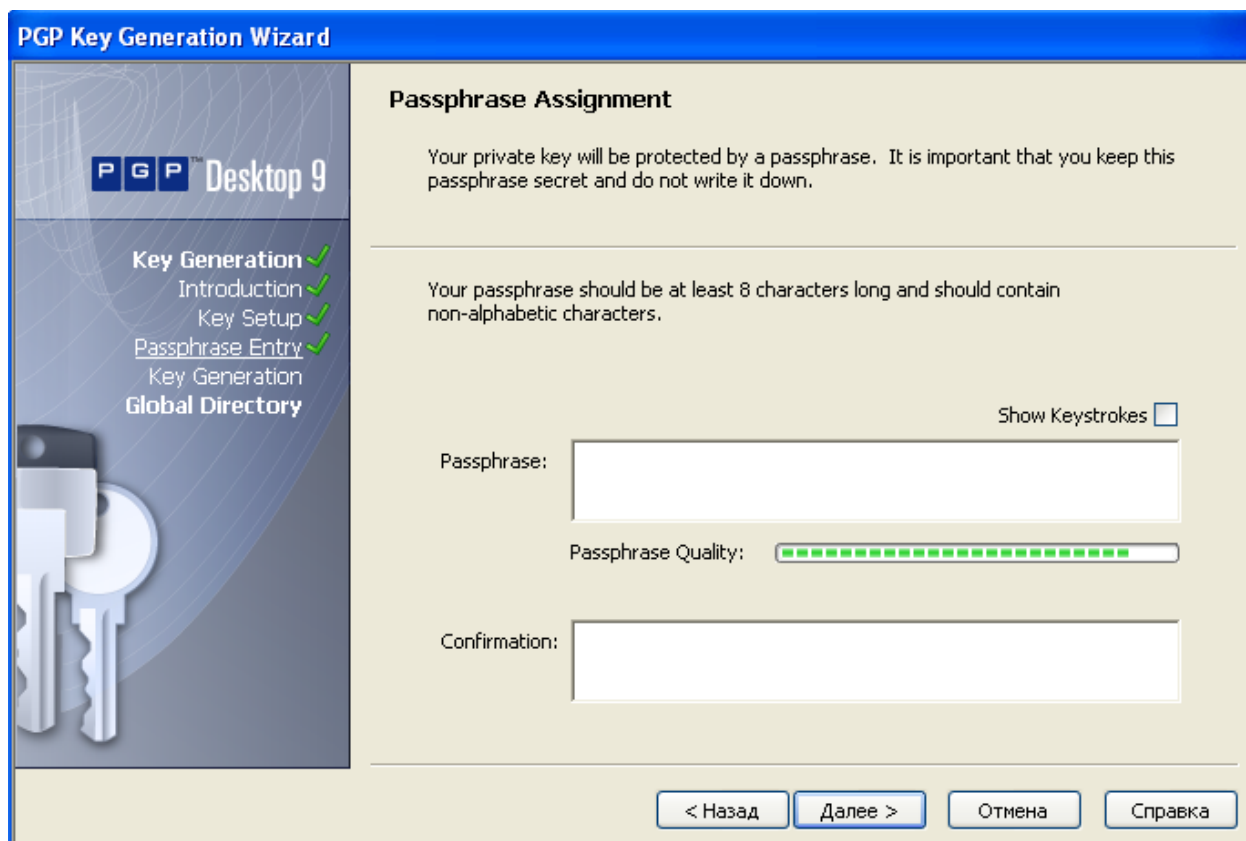 PGP Key Generation Wizard
PGP™ Desktop 9
Key Generation
Introduction
Key Setup
Passphrase Entry
Key Generation
Global Directory
Passphrase Assignment
Your private key will be protected by a passphrase. It is important that you keep this
passphrase secret and do not write it down.
Your passphrase should be at least 8 characters long and should contain
non-alphabetic characters.
Show Keystrokes
Passphrase:
Passphrase Quality:
Confirmation:
< Назад
Далее >
Отмена
Справка